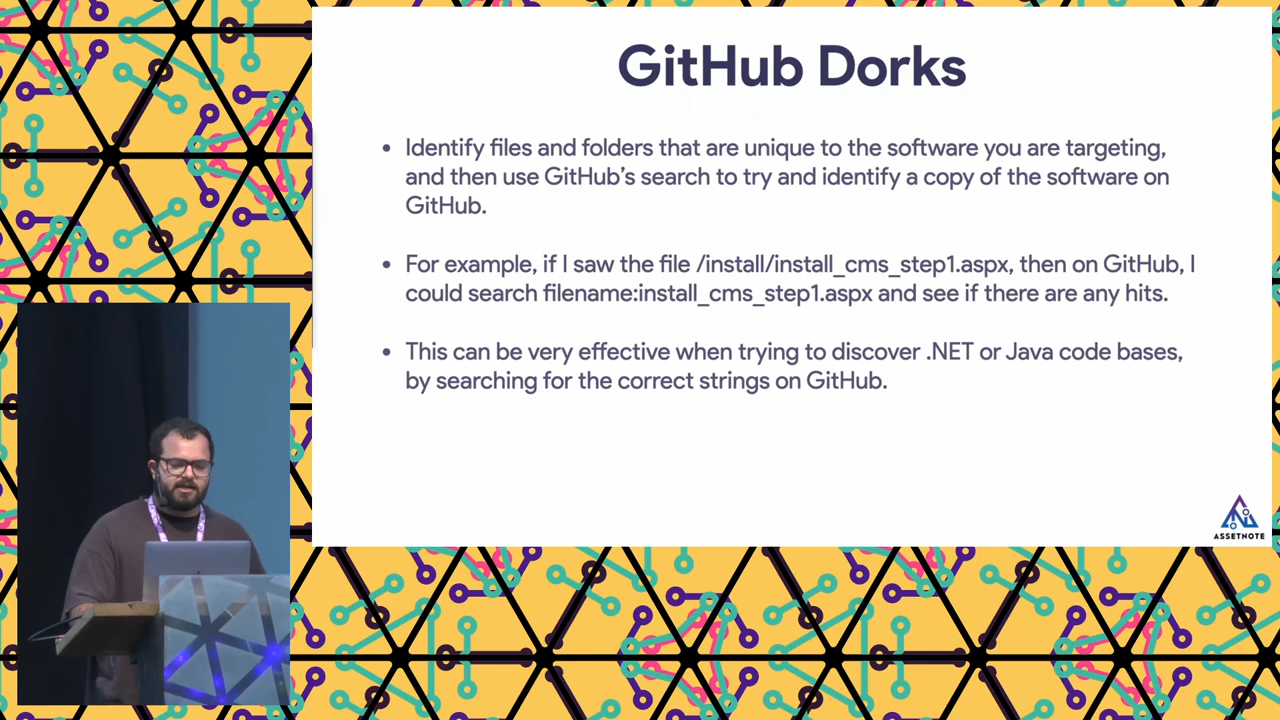 GitHub Dorks
• Identify files and folders that are unique to the software you are targeting,
and then use GitHub’s search to try and identify a copy of the software on
GitHub.
• For example, if I saw the file /install/install_cms_step1.aspx, then on GitHub, I
could search filename:install_cms_step1.aspx and see if there are any hits.
• This can be very effective when trying to discover .NET or Java code bases,
by searching for the correct strings on GitHub.
ASSETNOTE